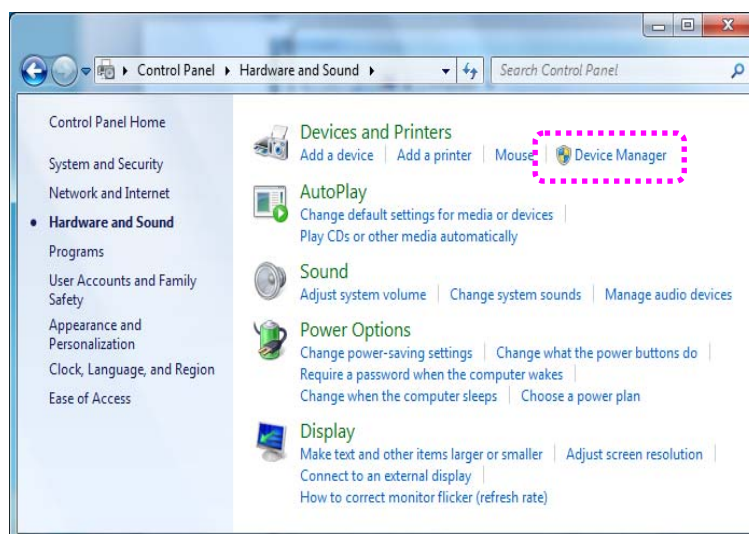 Control Panel Hardware and Sound Search Control Panel
Control Panel Home
System and Security
Network and Internet
Hardware and Sound
Programs
User Accounts and Family
Safety
Appearance and
Personalization
Clock, Language, and Region
Ease of Access
Devices and Printers
Add a device Add a printer Mouse Device Manager
AutoPlay
Change default settings for media or devices
Play CDs or other media automatically
Sound
Adjust system volume Change system sounds Manage audio devices
Power Options
Change power-saving settings Change what the power buttons do
Require a password when the computer wakes
Change when the computer sleeps Choose a power plan
Display
Make text and other items larger or smaller Adjust screen resolution
Connect to an external display
How to correct monitor flicker (refresh rate)